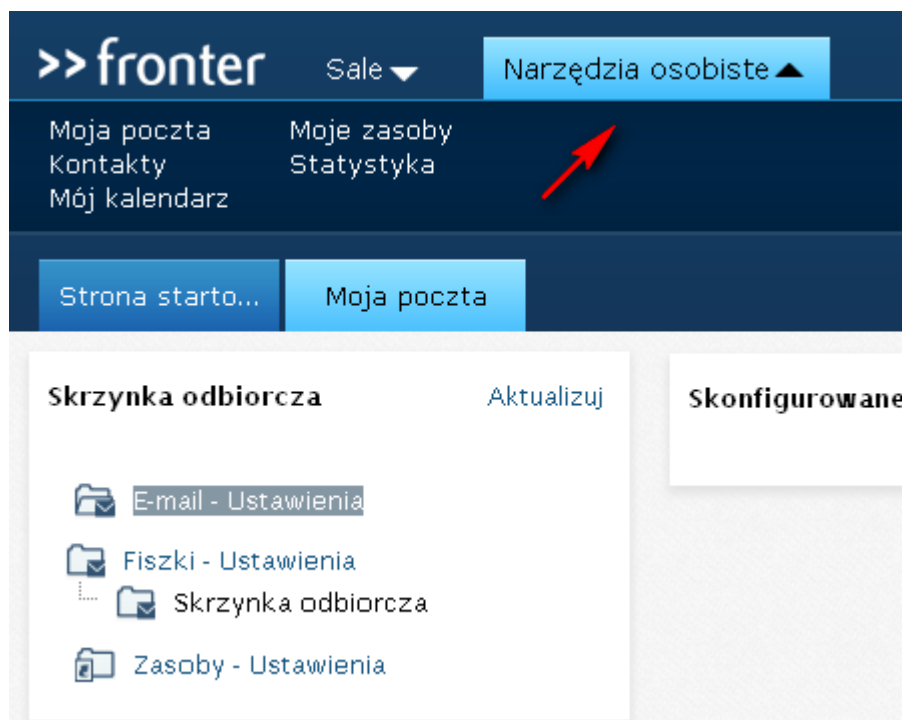 >>fronter Sale Narzędzia osobiste
Moja poczta Moje zasoby
Kontakty Statystyka
Mój kalendarz
Strona starto... Moja poczta
Skrzynka odbiorcza Aktualizuj Skonfigurowane
E-mail - Ustawienia
Fiszki - Ustawienia
Skrzynka odbiorcza
Zasoby - Ustawienia